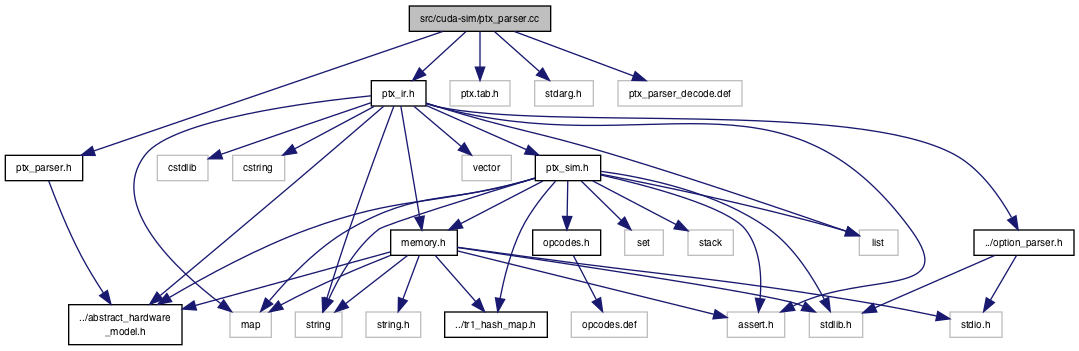 src/cuda-sim/ptx_parser.cc
ptx_ir.h
ptx.tab.h
stdarg.h
ptx_parser_decode.def
ptx_parser.h
cstdlib
cstring
vector
ptx_sim.h
memory.h
opcodes.h
set
stack
list
../option_parser.h
../abstract_hardware
_model.h
map
string
string.h
../tr1_hash_map.h
opcodes.def
assert.h
stdlib.h
stdio.h